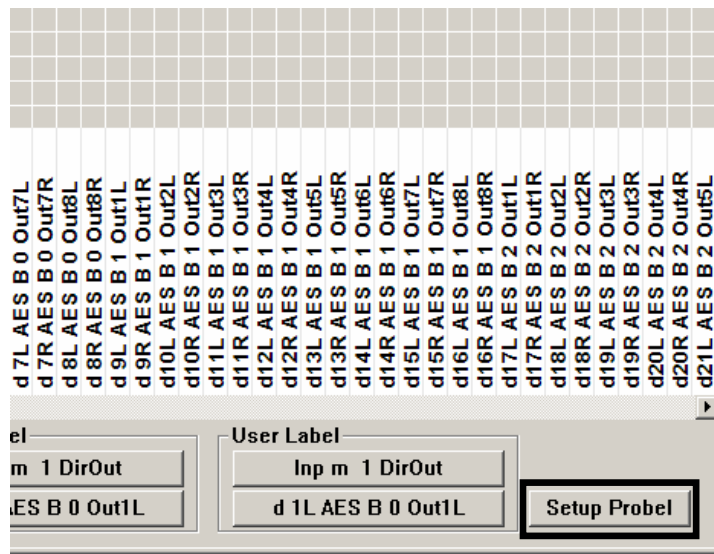 d 7L AES B 0 Out7L
d 7R AES B 0 Out7R
d 8L AES B 0 Out8L
d 8R AES B 0 Out8R
d 9L AES B 1 Out1L
d 9R AES B 1 Out1R
d10L AES B 1 Out2L
d10R AES B 1 Out2R
d11L AES B 1 Out3L
d11R AES B 1 Out3R
d12L AES B 1 Out4L
d12R AES B 1 Out4R
d13L AES B 1 Out5L
d13R AES B 1 Out5R
d14L AES B 1 Out6L
d14R AES B 1 Out6R
d15L AES B 1 Out7L
d15R AES B 1 Out7R
d16L AES B 1 Out8L
d16R AES B 1 Out8R
d17L AES B 2 Out1L
d17R AES B 2 Out1R
d18L AES B 2 Out2L
d18R AES B 2 Out2R
d19L AES B 2 Out3L
d19R AES B 2 Out3R
d20L AES B 2 Out4L
d20R AES B 2 Out4R
d21L AES B 2 Out5L
el
User Label
m 1 DirOut
Inp m 1 DirOut
AES B 0 Out1L
d 1L AES B 0 Out1L
Setup Probel